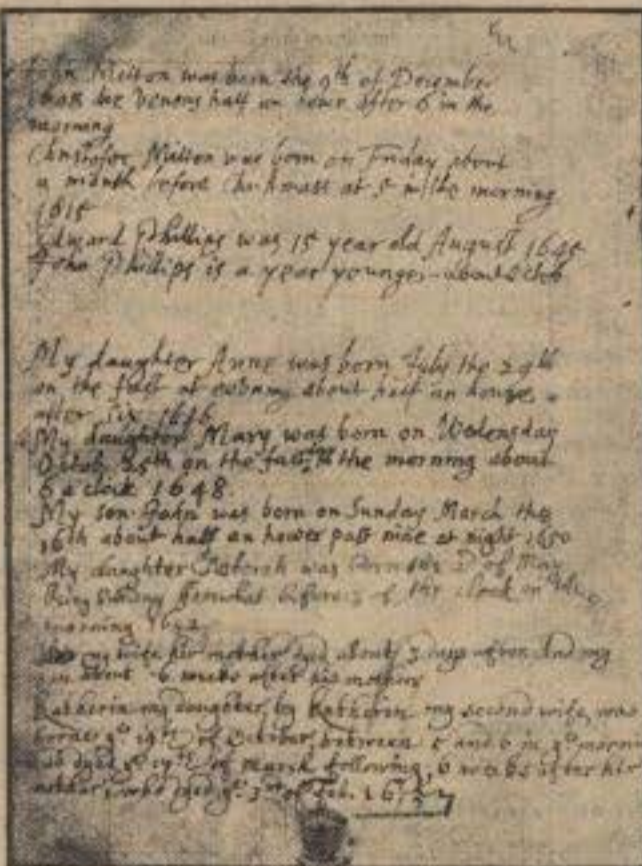 John Milton was born the 9th of December
die Veneris half an howr after 6 in the
morning
Christofer Milton was born on Friday about
a month before Christmass at 5 in the morning
1615
Edward Phillips was 15 year old August 1645
John Phillips is a year younger about Octob
My daughter Anne was born July the 29th
on the fast at eevning about half an houre
after six 1646
My daughter Mary was born on Wedensday
Octob. 25th on the fast in the morning about
6 a clock 1648
My son John was born on Sunday March the
16th about half an hower past nine at night 1650
My daughter Deborah was born the 2d of May
being Sunday somwhat before 3 of the clock in the
morning 1652
my wife hir mother dyed about 3 days after. And my
son about 6 weeks after his mother
Katherin my daughter, by Katherin my second wife, was
borne ye 19th of October, between 5 and 6 in ye morning
and dyed ye 17th of March following, 6 weekes after hir
mother, who dyed ye 3rd of Feb. 1657